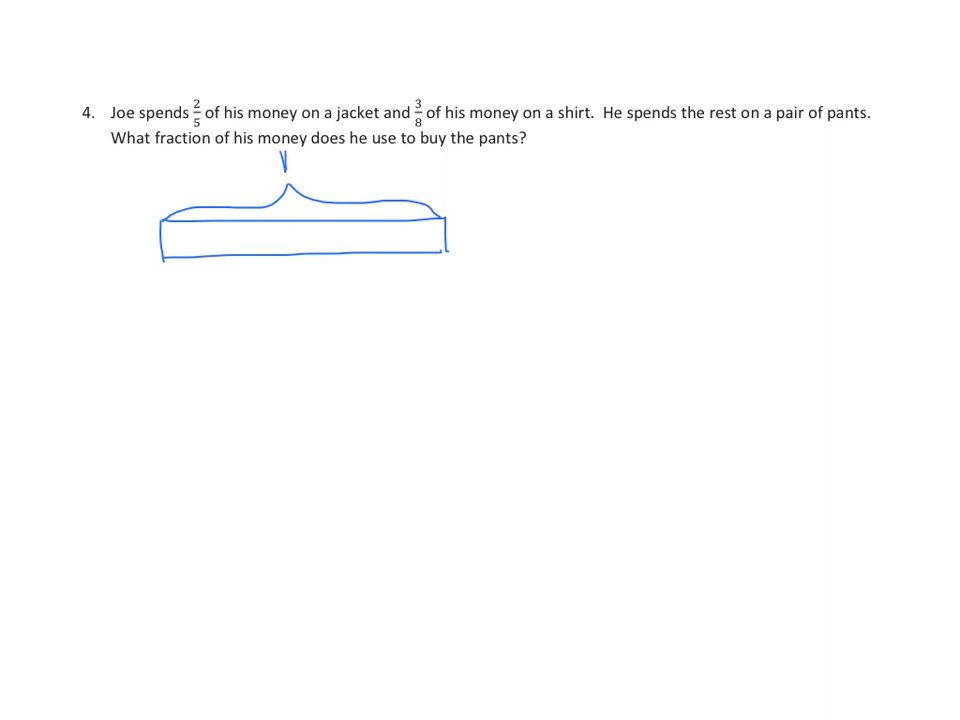 4. Joe spends 2/5 of his money on a jacket and 3/8 of his money on a shirt. He spends the rest on a pair of pants.
What fraction of his money does he use to buy the pants?